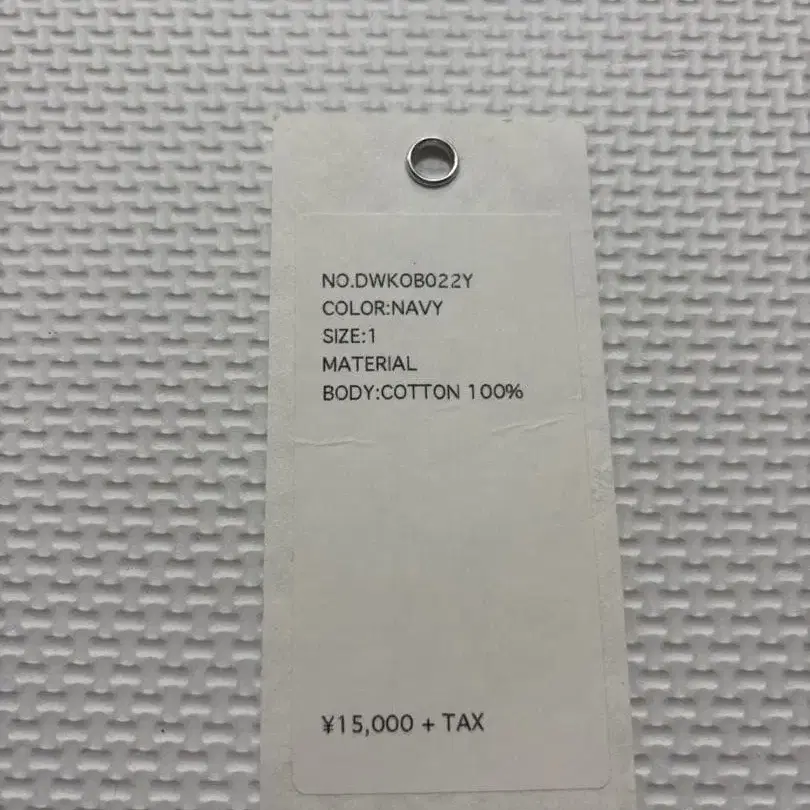 NO.DWKOB022Y
COLOR:NAVY
SIZE:1
MATERIAL
BODY:COTTON 100%
¥15,000 + TAX